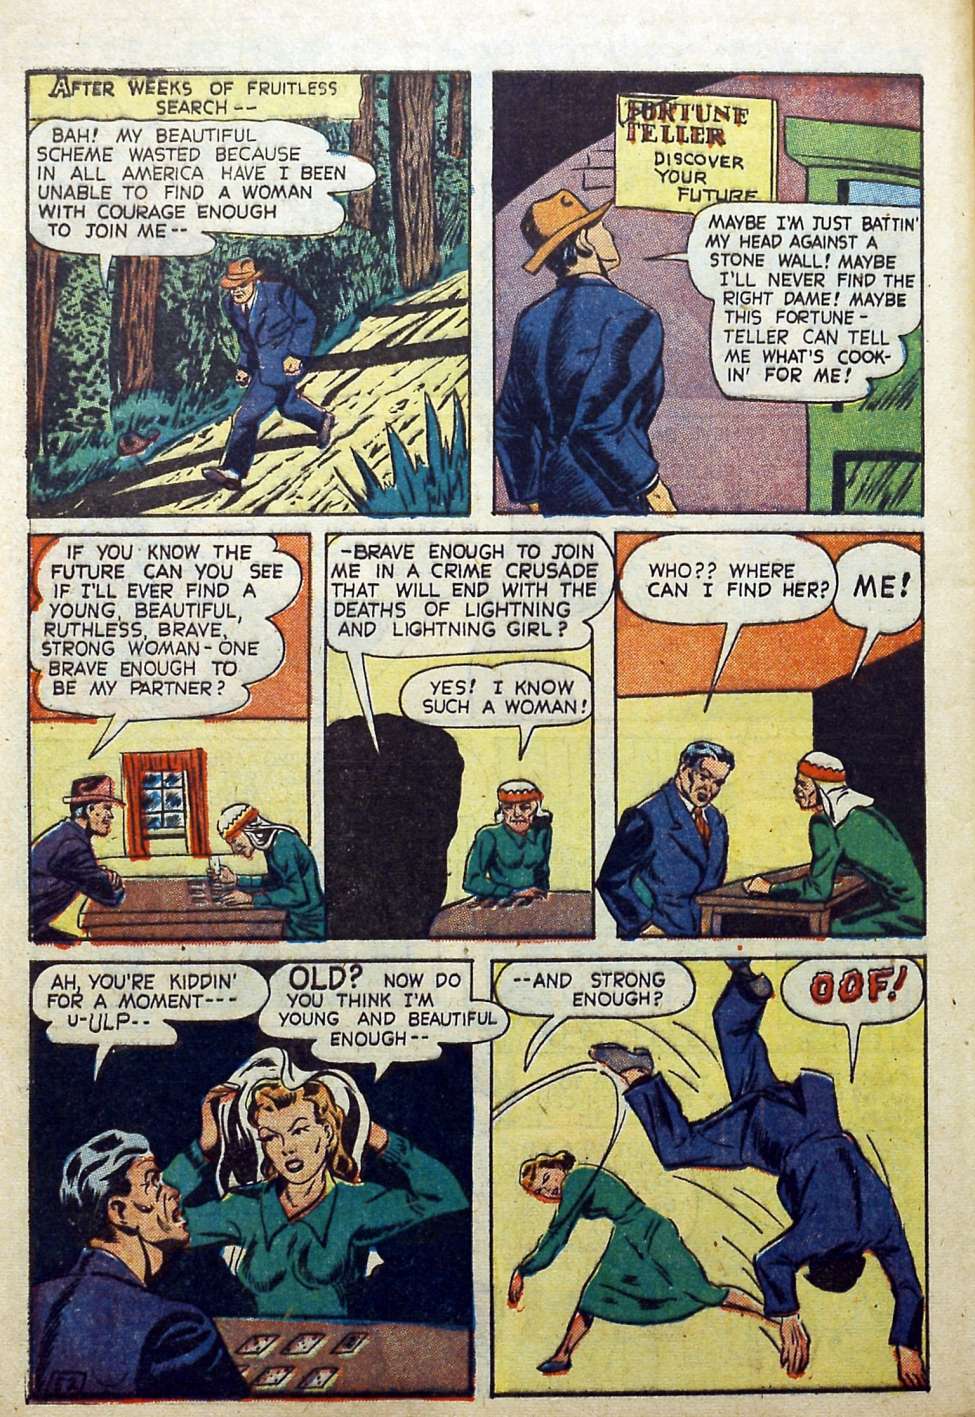 AFTER WEEKS OF FRUITLESS
SEARCH--
BAH! MY BEAUTIFUL
SCHEME WASTED BECAUSE
IN ALL AMERICA HAVE I BEEN
UNABLE TO FIND A WOMAN
WITH COURAGE ENOUGH
TO JOIN ME--
FORTUNE
TELLER
DISCOVER
YOUR
FUTURE
MAYBE I'M JUST BATTIN'
MY HEAD AGAINST A
STONE WALL! MAYBE
I'LL NEVER FIND THE
RIGHT DAME! MAYBE
THIS FORTUNE-
TELLER CAN TELL
ME WHAT'S COOK-
IN' FOR ME!
IF YOU KNOW THE
FUTURE CAN YOU SEE
IF I'LL EVER FIND A
YOUNG, BEAUTIFUL,
RUTHLESS, BRAVE,
STRONG WOMAN-ONE
BRAVE ENOUGH TO
BE MY PARTNER?
-BRAVE ENOUGH TO JOIN
ME IN A CRIME CRUSADE
THAT WILL END WITH THE
DEATHS OF LIGHTNING
AND LIGHTNING GIRL?
YES! I KNOW
SUCH A WOMAN!
WHO?? WHERE
CAN I FIND HER?
ME!
AH, YOU'RE KIDDIN'
FOR A MOMENT---
U-ULP--
OLD? NOW DO
YOU THINK I'M
YOUNG AND BEAUTIFUL
ENOUGH--
--AND STRONG
ENOUGH?
OOF!